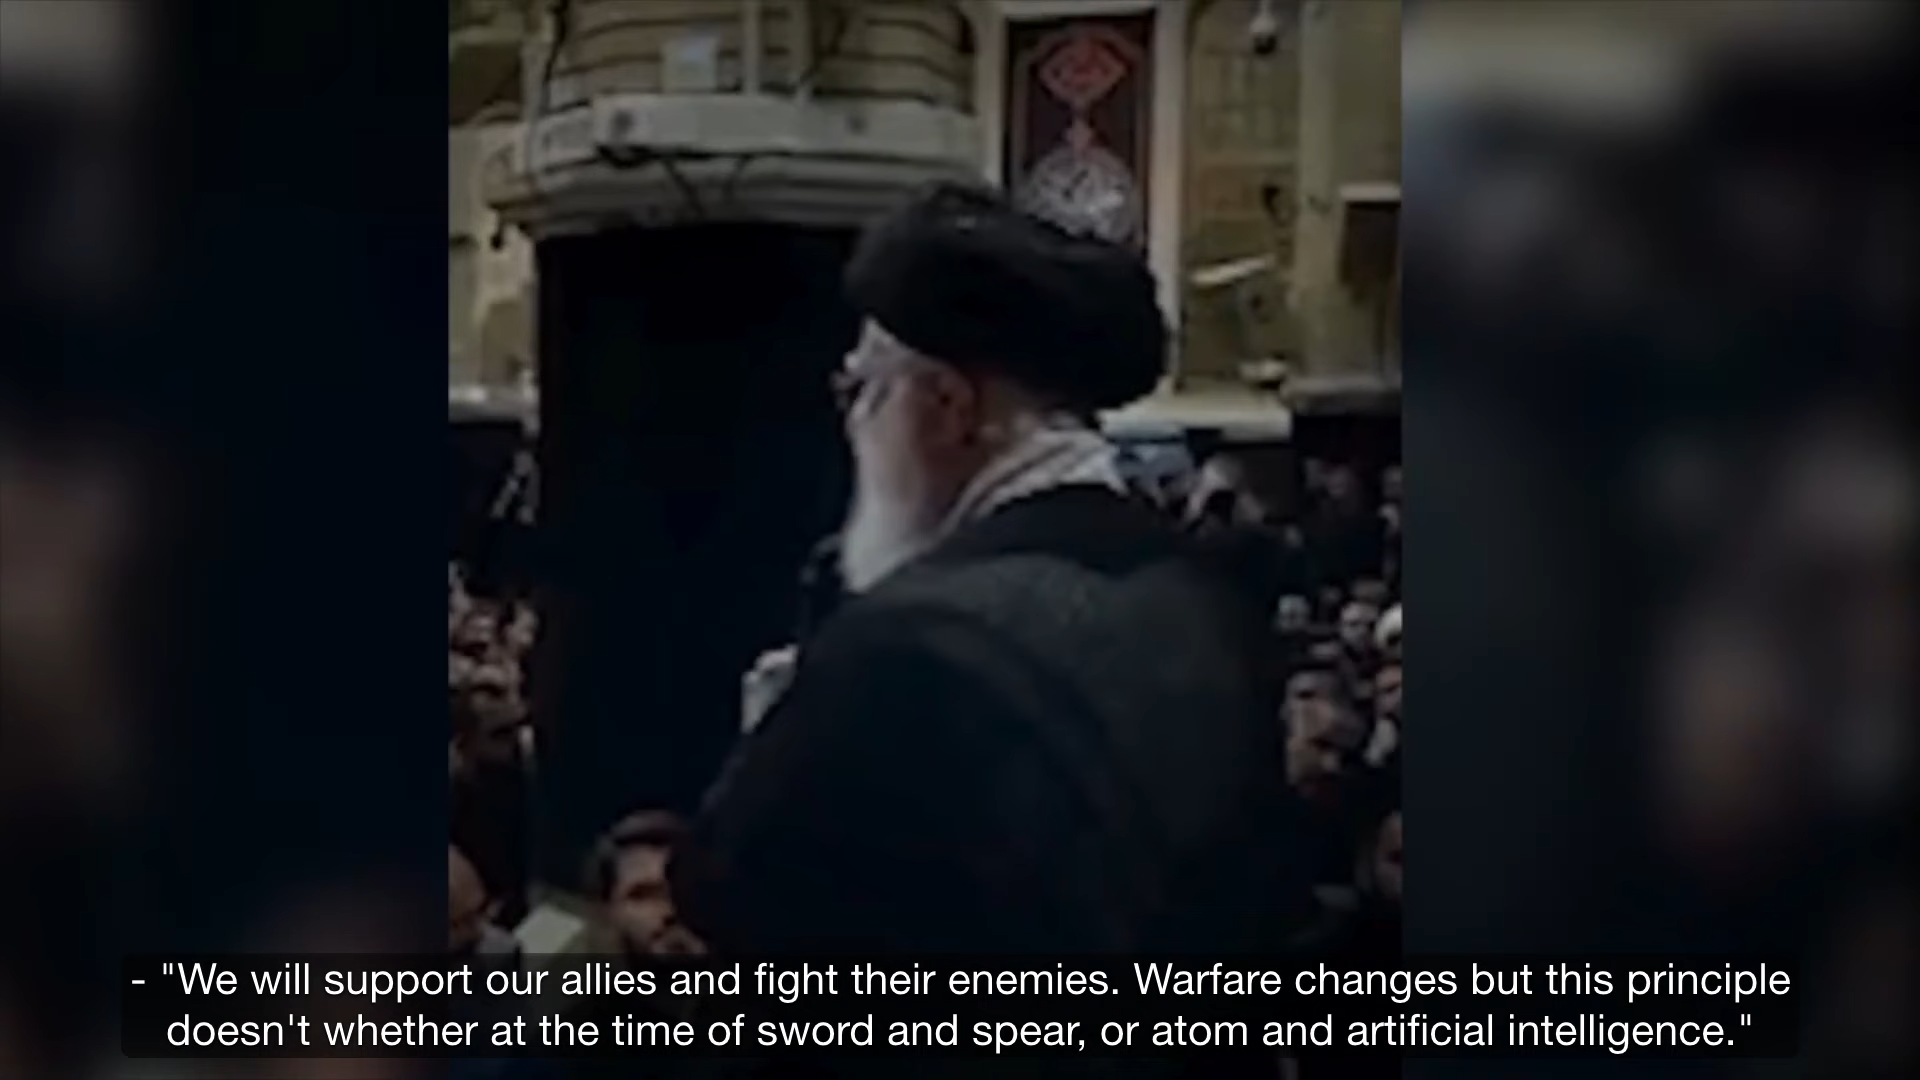 - "We will support our allies and fight their enemies. Warfare changes but this principle
doesn't whether at the time of sword and spear, or atom and artificial intelligence."